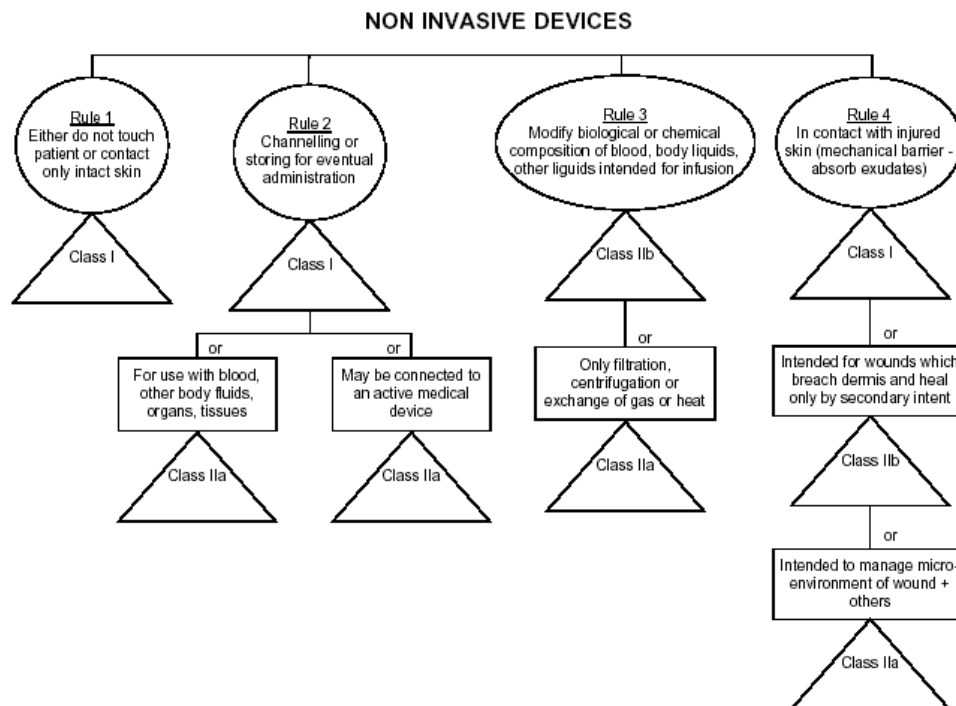 NON INVASIVE DEVICES
Rule 1
Either do not touch
patient or contact
only intact skin
Class I
Rule 2
Channelling or
storing for eventual
administration
Class I
or
For use with blood,
other body fluids,
organs, tissues
Class IIa
or
May be connected to
an active medical
device
Class IIa
Rule 3
Modify biological or chemical
composition of blood, body liquids,
other liguids intended for infusion
Class IIb
or
Only filtration,
centrifugation or
exchange of gas or heat
Class IIa
Rule 4
In contact with injured
skin (mechanical barrier -
absorb exudates)
Class I
or
Intended for wounds which
breach dermis and heal
only by secondary intent
Class IIb
or
Intended to manage micro-
environment of wound +
others
Class IIa